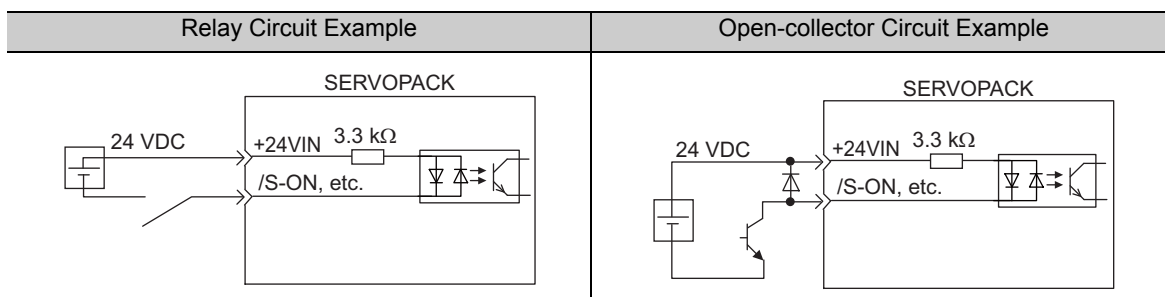 Relay Circuit Example
Open-collector Circuit Example
SERVOPACK
24 VDC
+24VIN
3.3 kΩ
/S-ON, etc.
SERVOPACK
24 VDC
+24VIN
3.3 kΩ
/S-ON, etc.